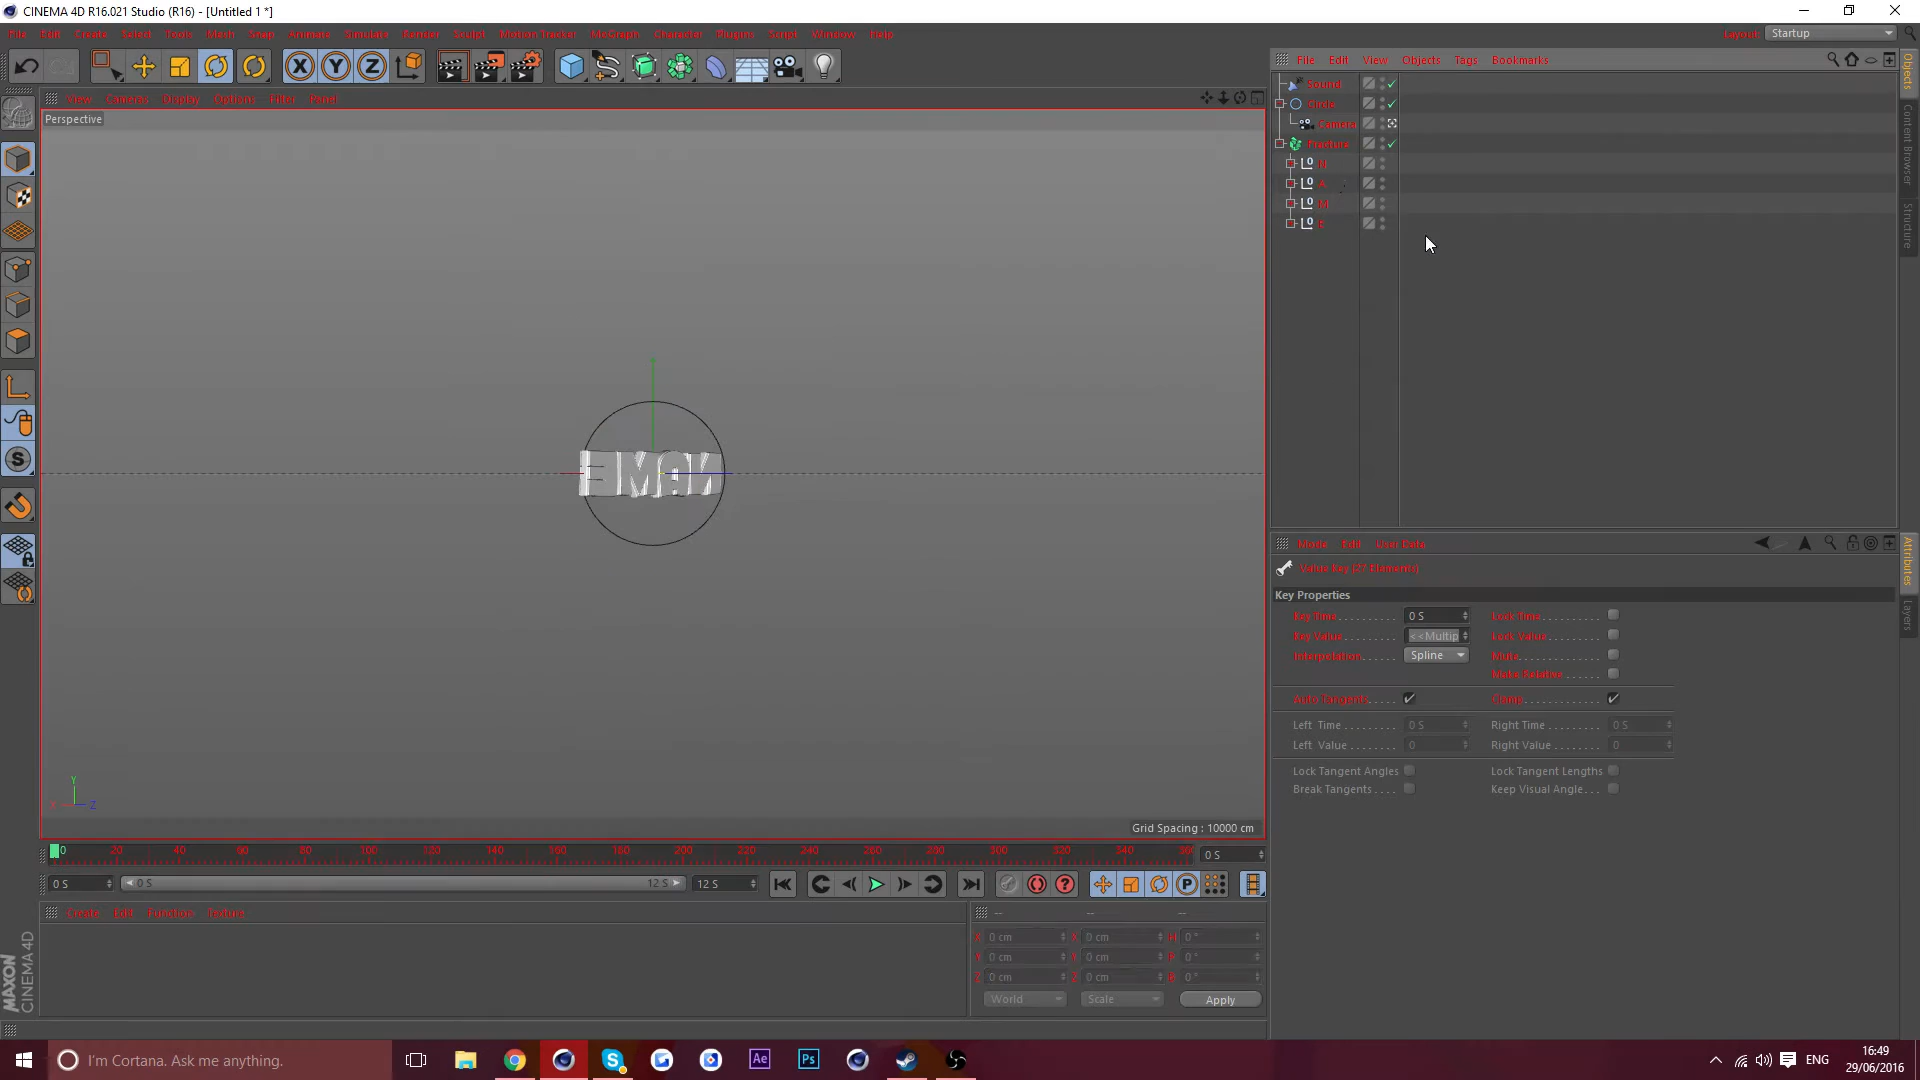 CINEMA 4D R16.021 Studio (R16) - [Untitled 1 *]
File Edit Create Select Tools Mesh Snap Animate Simulate Render Sculpt Motion Tracker MoGraph Character Plugins Script Window Help
Layout: Startup
View Cameras Display Options Filter Panel
Perspective
File Edit View Objects Tags Bookmarks
Sound
Circle
Camera
Fracture
N
A
M
E
Objects
Content Browser
Structure
NAME
Y
X Z
Grid Spacing : 10000 cm
Mode Edit User Data
Value Key [27 Elements]
Key Properties
Key Time 0 S Lock Time
Key Value <<Multip Lock Value
Interpolation Spline Mute
Make Relative
Auto Tangents Clamp
Left Time 0 S Right Time 0 S
Left Value 0 Right Value 0
Lock Tangent Angles Lock Tangent Lengths
Break Tangents Keep Visual Angle
Attributes
Layers
0 20 40 60 80 100 120 140 160 180 200 220 240 260 280 300 320 340 0 S
0 S 0 S 12 S 12 S
Create Edit Function Texture
-- -- --
X 0 cm X 0 cm H 0 °
Y 0 cm Y 0 cm P 0 °
Z 0 cm Z 0 cm B 0 °
World Scale Apply
MAXON
CINEMA 4D
I'm Cortana. Ask me anything.
Ae
Ps
ENG
16:49
29/06/2016